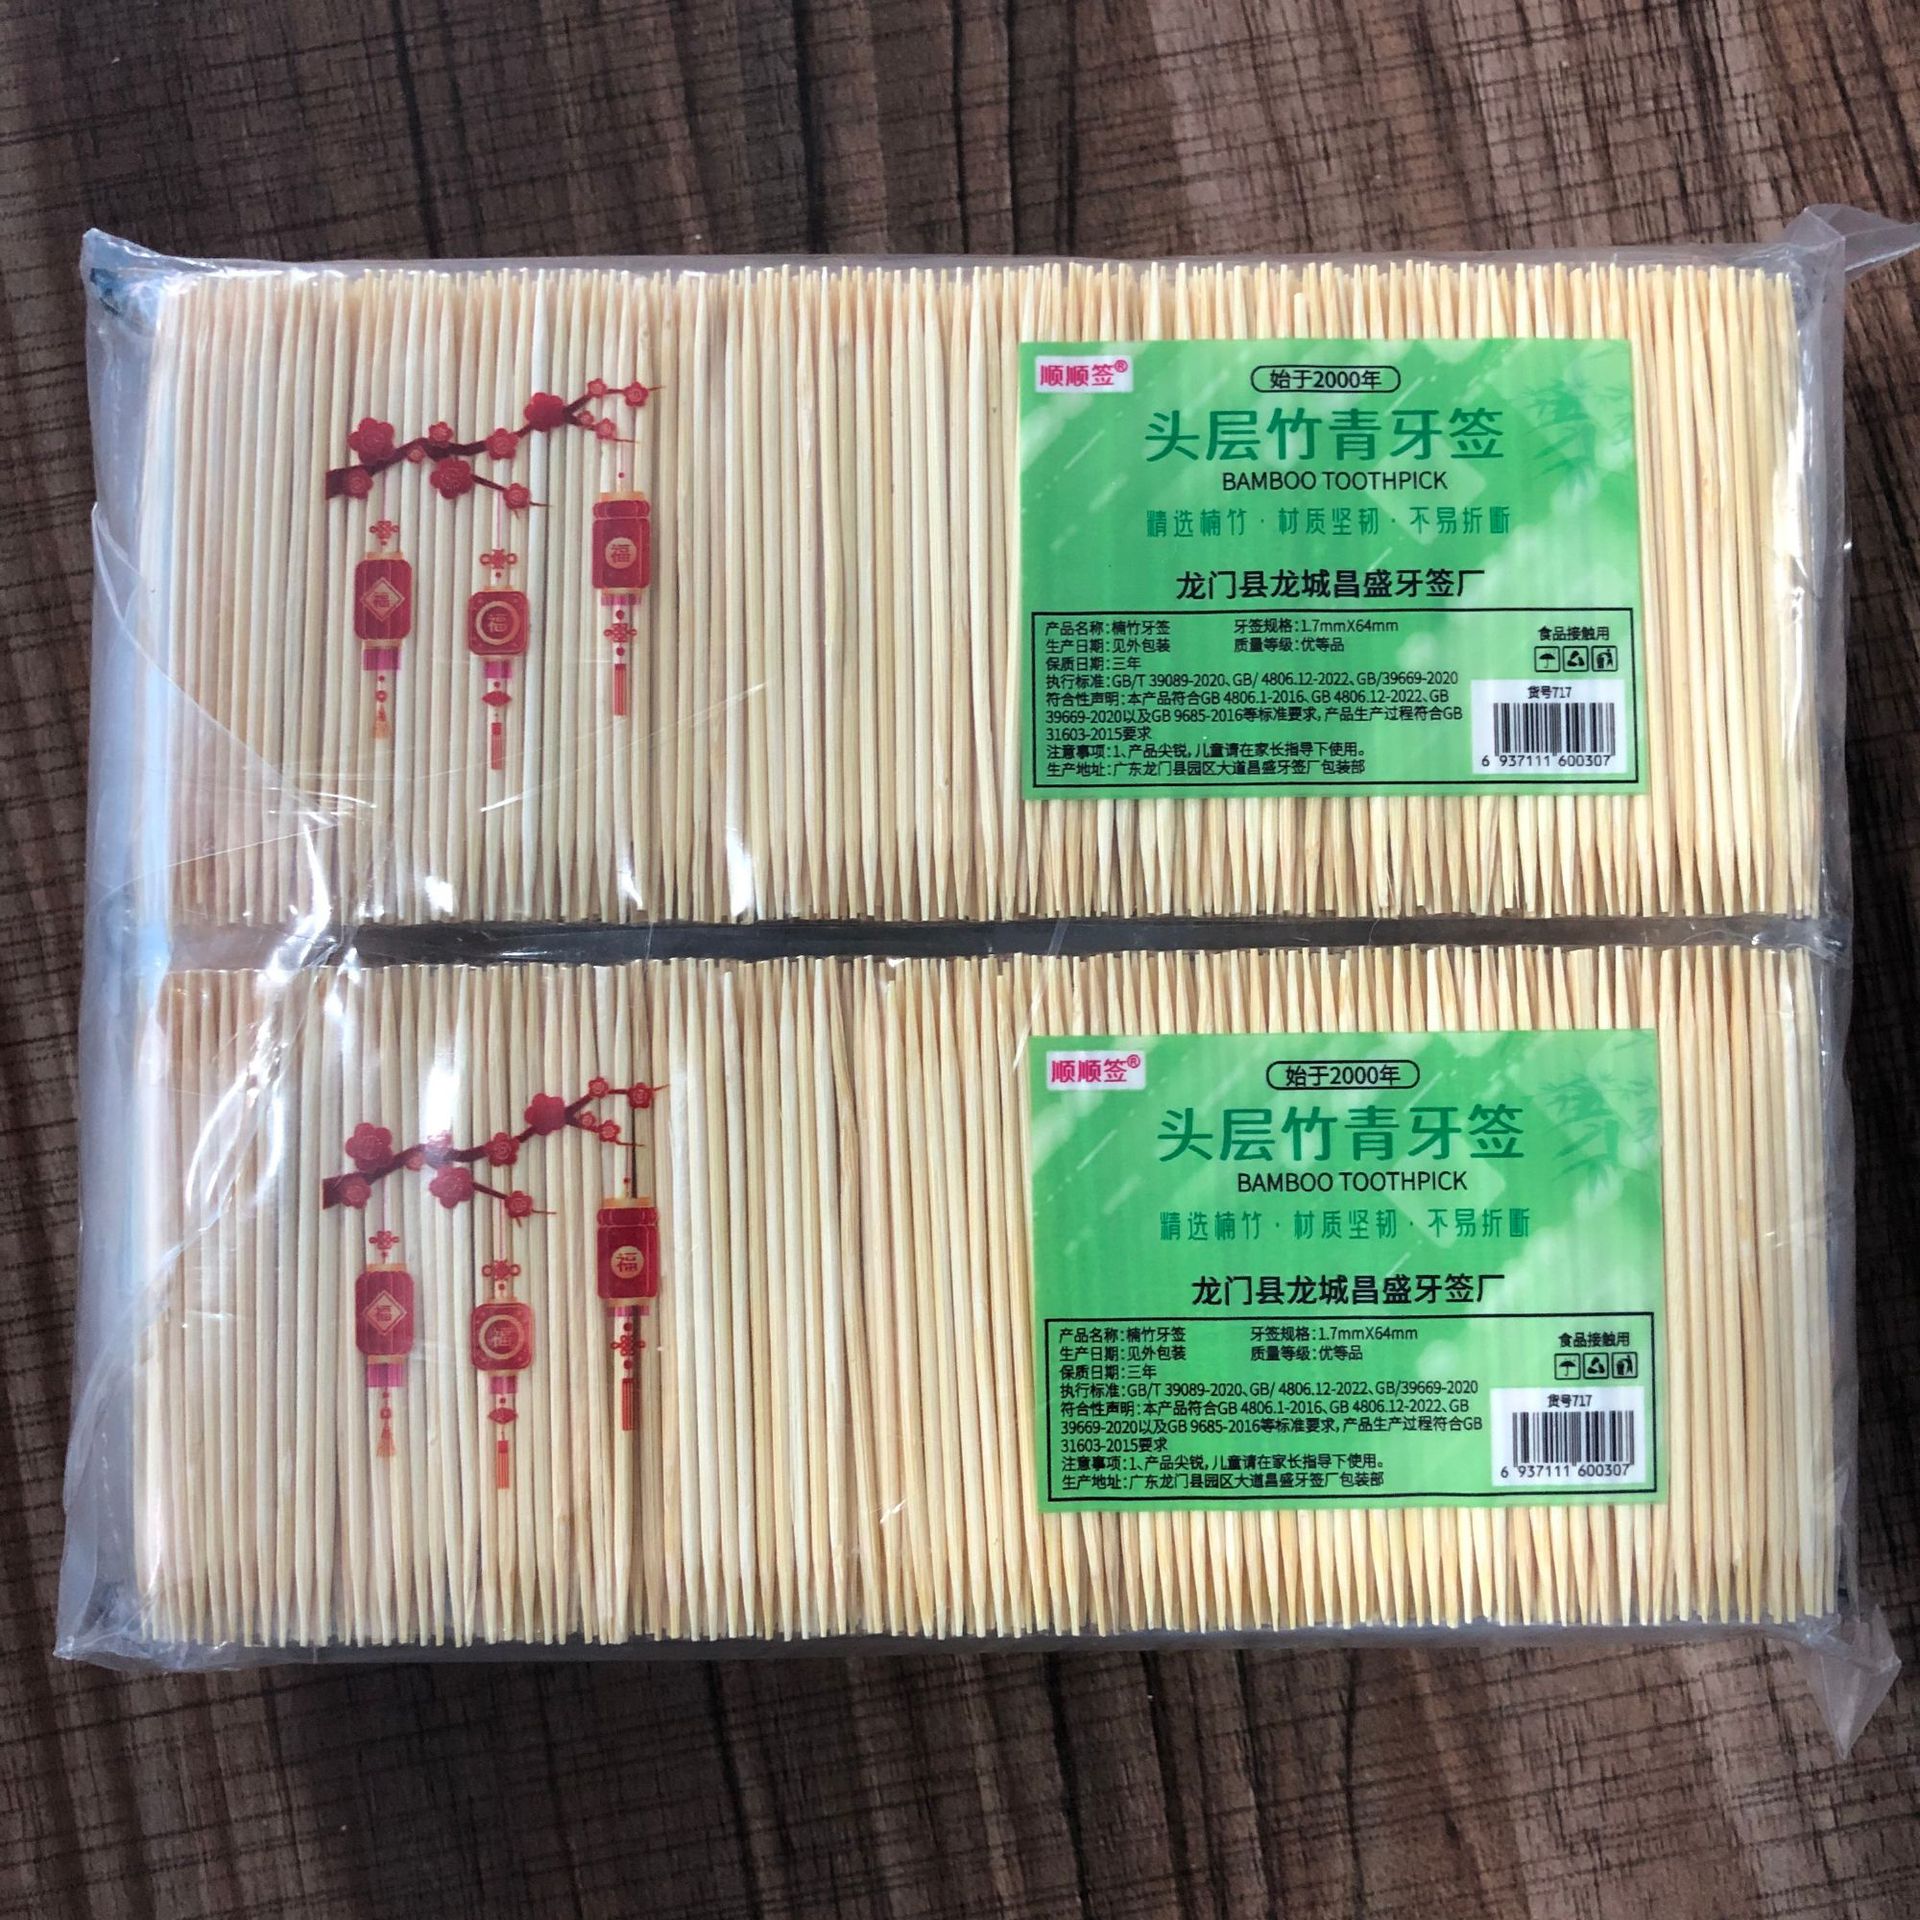 顺顺签®
始于2000年
头层竹青牙签
BAMBOO TOOTHPICK
精选楠竹·材质坚韧·不易折断
龙门县龙城昌盛牙签厂
产品名称:楠竹牙签 牙签规格:1.7mmX64mm
生产日期:见外包装 质量等级:优等品
保质日期:三年
食品接触用
执行标准:GB/T 39089-2020、GB/ 4806.12-2022、GB/39669-2020
符合性声明:本产品符合GB 4806.1-2016、GB 4806.12-2022、GB
39669-2020以及GB 9685-2016等标准要求,产品生产过程符合GB
31603-2015要求
注意事项:1、产品尖锐,儿童请在家长指导下使用。
生产地址:广东龙门县园区大道昌盛牙签厂包装部
货号717
6 937111 600307
福
福
福
顺顺签®
始于2000年
头层竹青牙签
BAMBOO TOOTHPICK
精选楠竹·材质坚韧·不易折断
龙门县龙城昌盛牙签厂
产品名称:楠竹牙签 牙签规格:1.7mmX64mm
生产日期:见外包装 质量等级:优等品
保质日期:三年
食品接触用
执行标准:GB/T 39089-2020、GB/ 4806.12-2022、GB/39669-2020
符合性声明:本产品符合GB 4806.1-2016、GB 4806.12-2022、GB
39669-2020以及GB 9685-2016等标准要求,产品生产过程符合GB
31603-2015要求
注意事项:1、产品尖锐,儿童请在家长指导下使用。
生产地址:广东龙门县园区大道昌盛牙签厂包装部
货号717
6 937111 600307
福
福
福